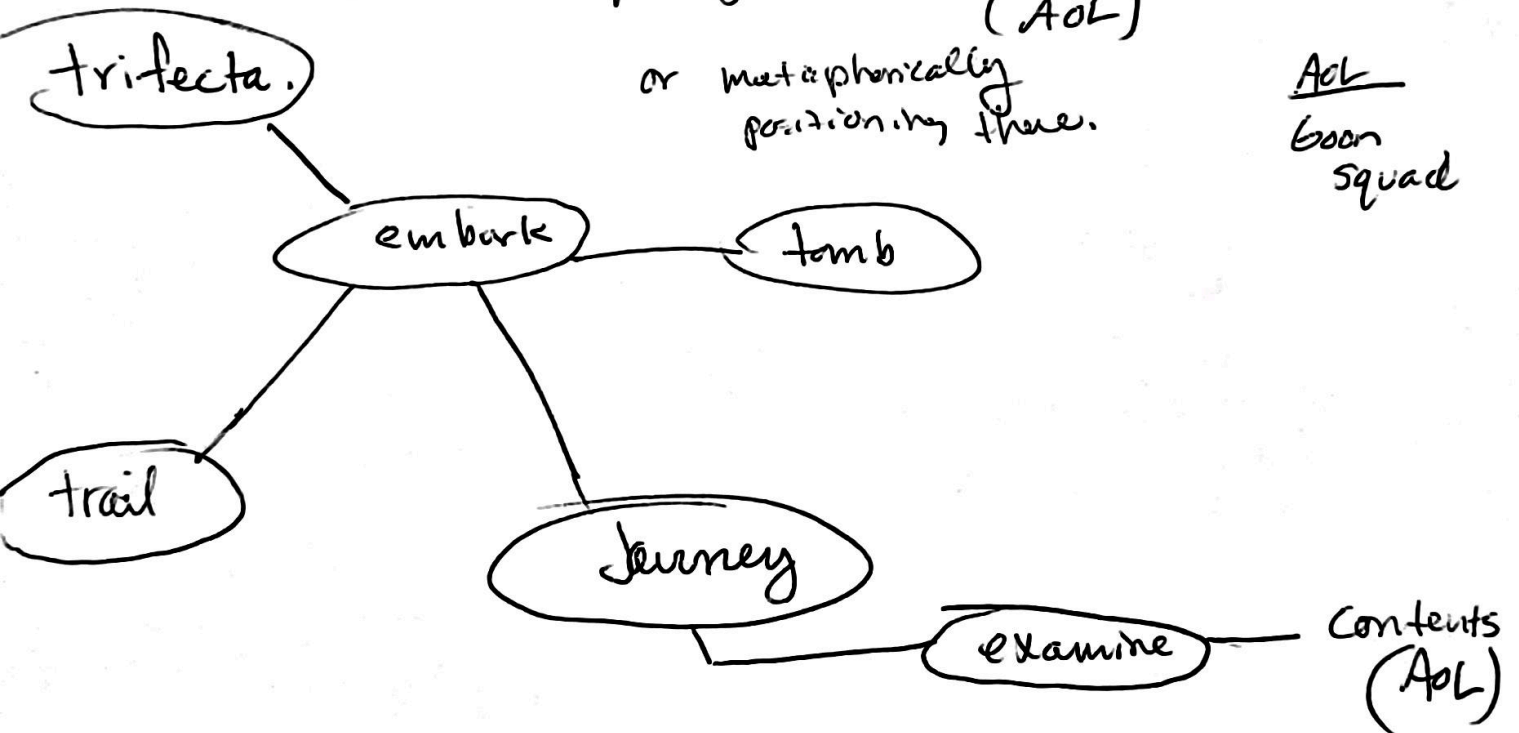 (AOL)
trifecta.
or metaphorically
positioning there.
AOL
Goon
squad
embark
tomb
trail
Journey
examine
contents
(AOL)